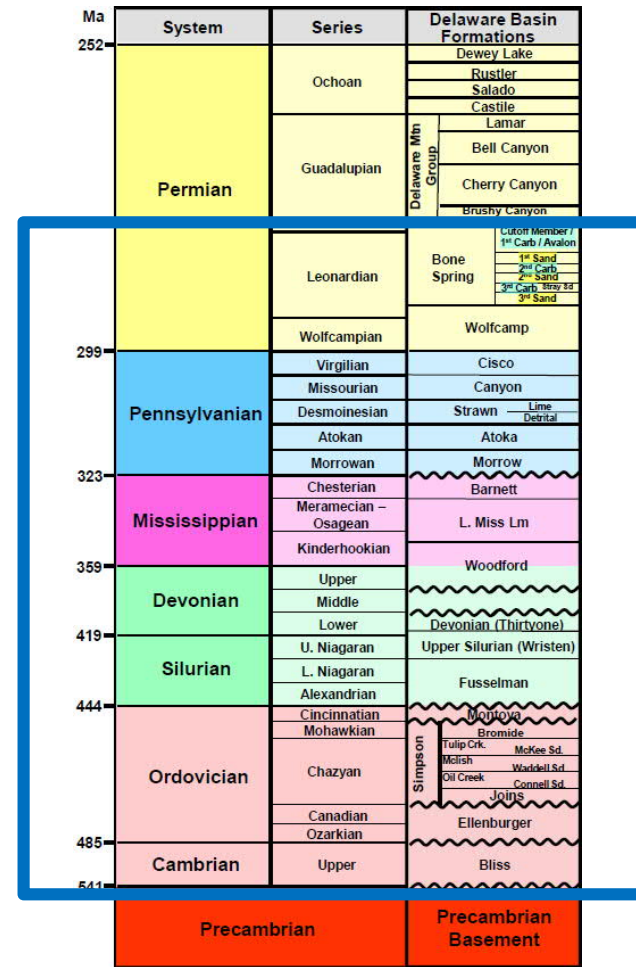 Ma
System
Series
Delaware Basin
Formations
252
Permian
Ochoan
Dewey Lake
Rustler
Salado
Castile
Guadalupian
Delaware Mtn
Group
Lamar
Bell Canyon
Cherry Canyon
Brushy Canyon
Leonardian
Bone
Spring
Cutoff Member /
1st Carb / Avalon
1st Sand
2nd Carb
2nd Sand
3rd Carb Stray Sd
3rd Sand
Wolfcampian
Wolfcamp
299
Pennsylvanian
Virgilian
Cisco
Missourian
Canyon
Desmoinesian
Strawn
Lime
Detrital
Atokan
Atoka
Morrowan
Morrow
323
Mississippian
Chesterian
Barnett
Meramecian –
Osagean
L. Miss Lm
Kinderhookian
Woodford
359
Devonian
Upper
Middle
Lower
Devonian (Thirtyone)
419
Silurian
U. Niagaran
Upper Silurian (Wristen)
L. Niagaran
Fusselman
Alexandrian
444
Ordovician
Cincinnatian
Montoya
Mohawkian
Simpson
Bromide
Chazyan
Tulip Crk.
McKee Sd.
Mclish
Waddell Sd.
Oil Creek
Connell Sd.
Joins
Canadian
Ellenburger
Ozarkian
485
Cambrian
Upper
Bliss
541
Precambrian
Precambrian
Basement